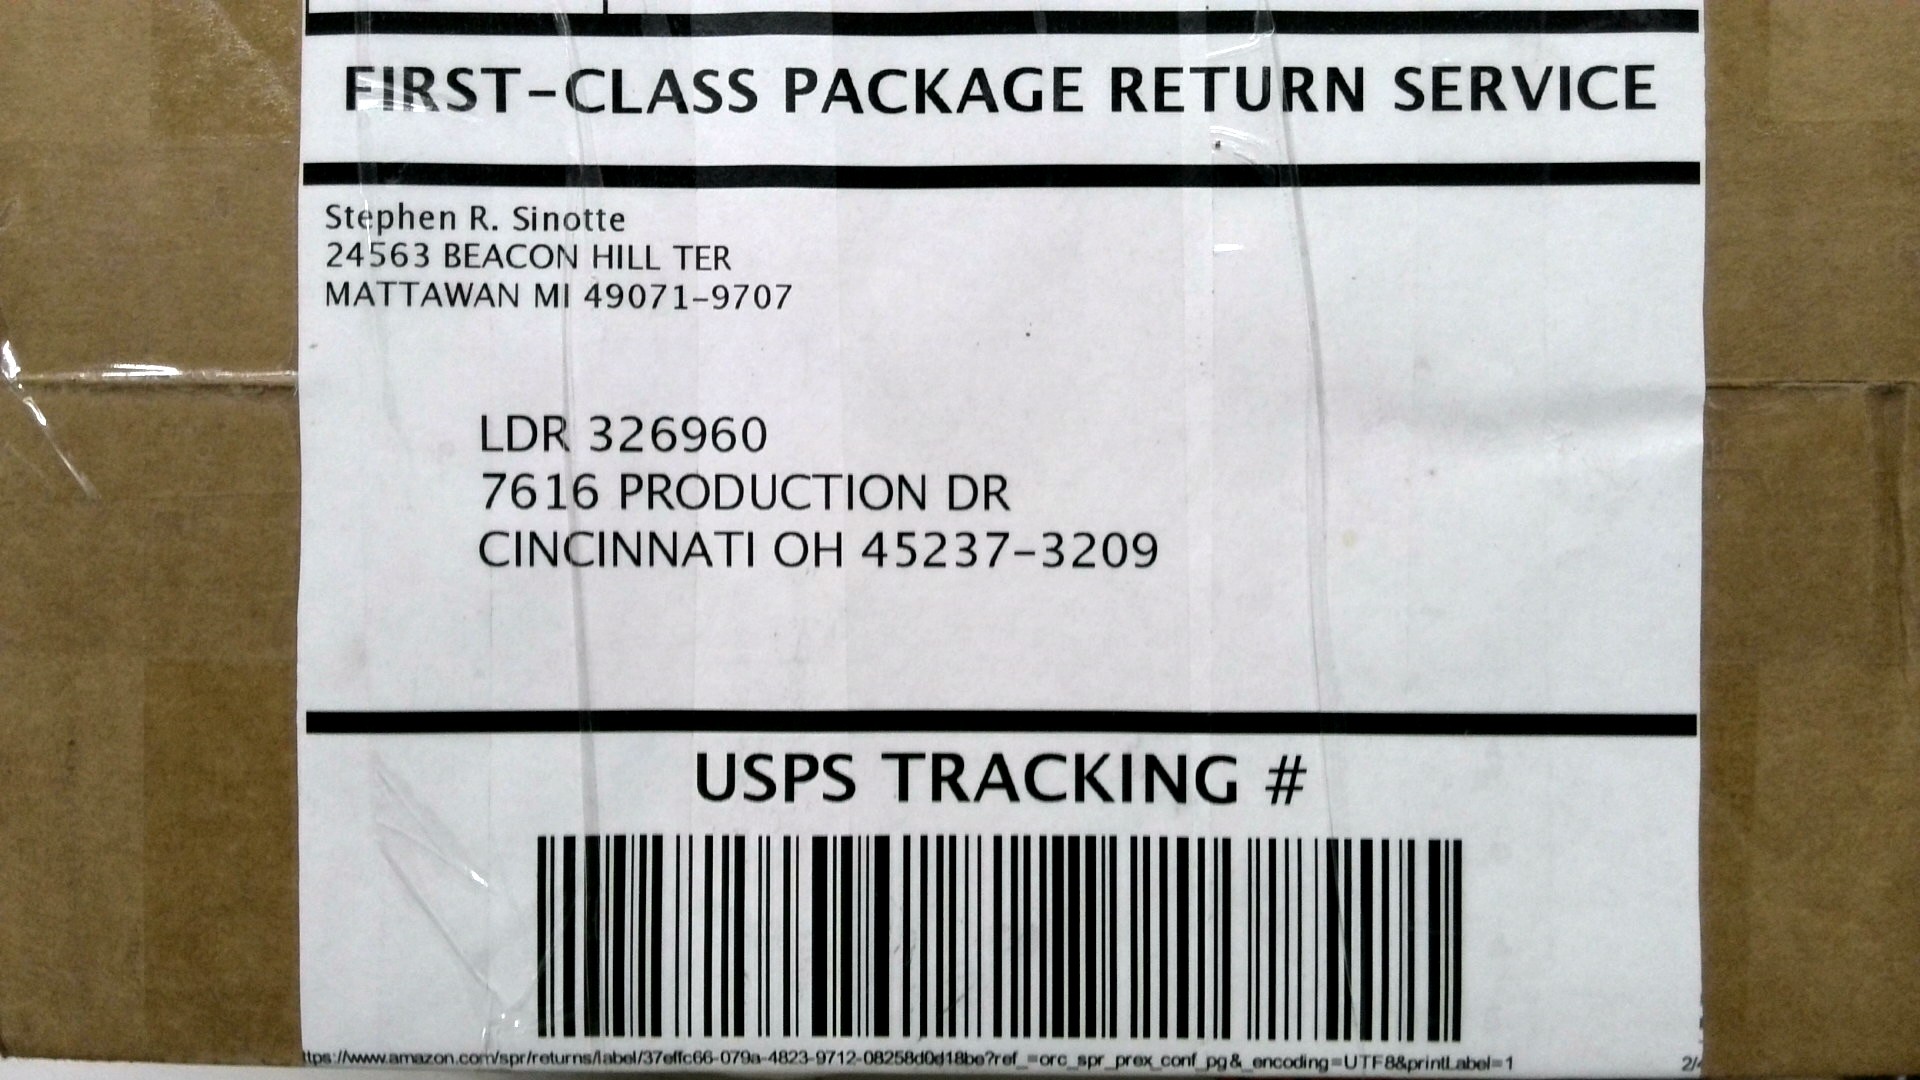 FIRST-CLASS PACKAGE RETURN SERVICE
Stephen R. Sinotte
24563 BEACON HILL TER
MATTAWAN MI 49071-9707
LDR 326960
7616 PRODUCTION DR
CINCINNATI OH 45237-3209
USPS TRACKING #
ttps://www.amazon.com/spr/returns/label/37effc66-079a-4823-9712-08258d0d18be?ref_=orc_spr_prex_conf_pg&_encoding=UTF8&printLabel=1